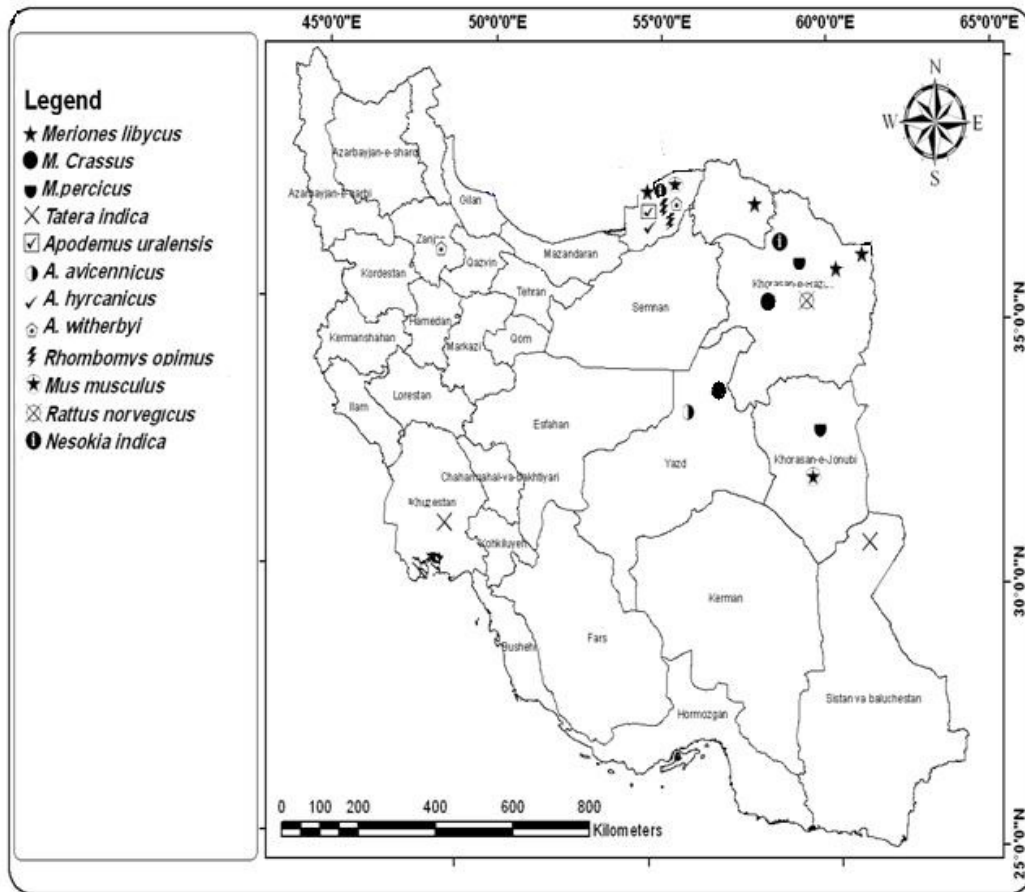 45°0'0"E
50°0'0"E
55°0'0"E
60°0'0"E
65°0'0"E
N
W
E
S
Legend
Meriones libycus
M. Crassus
M.percicus
Tatera indica
Apodemus uralensis
A. avicennicus
A. hyrcanicus
A. witherbyi
Rhombomys opimus
Mus musculus
Rattus norvegicus
Nesokia indica
Azarbayjan-e-sharq
Azarbayjan-e-garbi
Gilan
Qazvin
Mazandaran
Kordestan
Tehran
Semnan
Hamedan
Kermanshahan
Markazi
Qom
Lorestan
Ilam
Esfahan
Yazd
Khorasan-e-Jonubi
Chaharmahal-va-Bakhtiyari
Khuzestan
Kohkiluyeh
Kerman
Fars
Bushehr
Sistan va baluchestan
Hormozgan
35°0'0"N
30°0'0"N
25°0'0"N
0 100 200 400 600 800
Kilometers